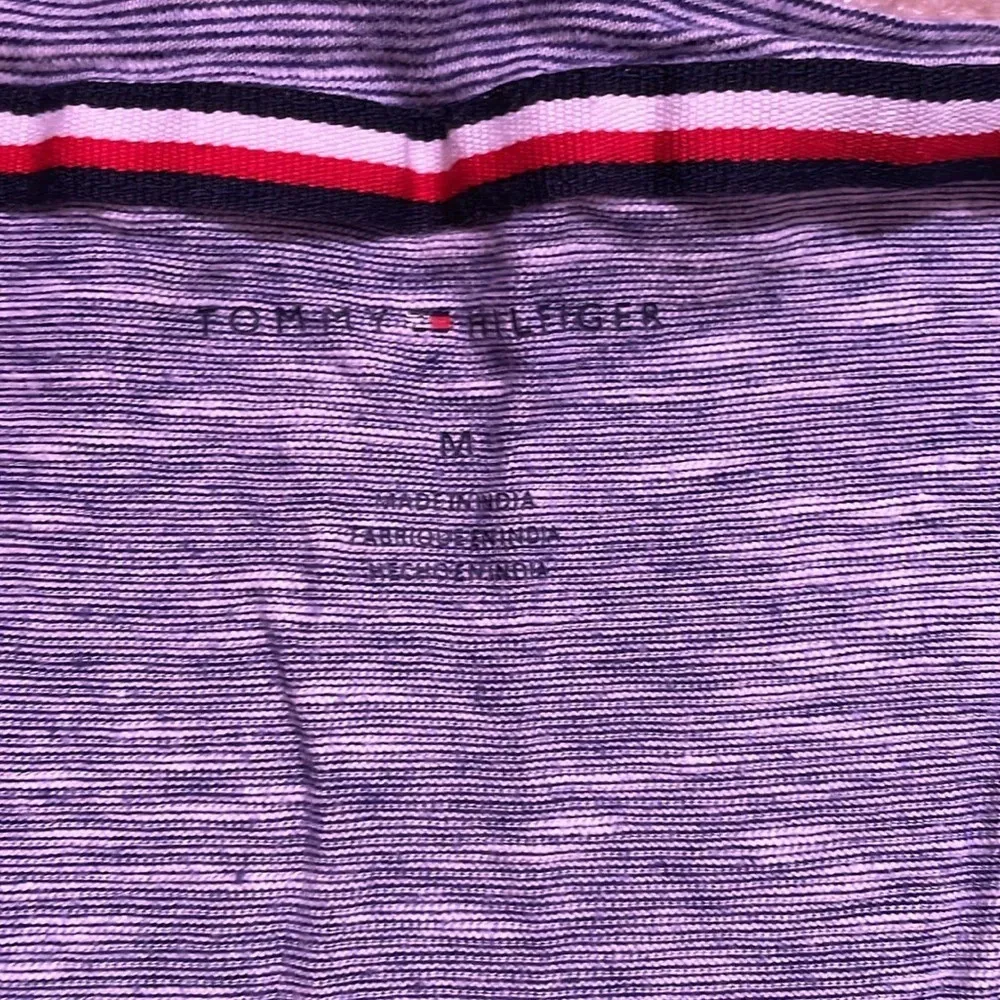 TOMMY HILFIGER
M
MADE IN INDIA
FABRIQUE EN INDIA
HECHO EN INDIA